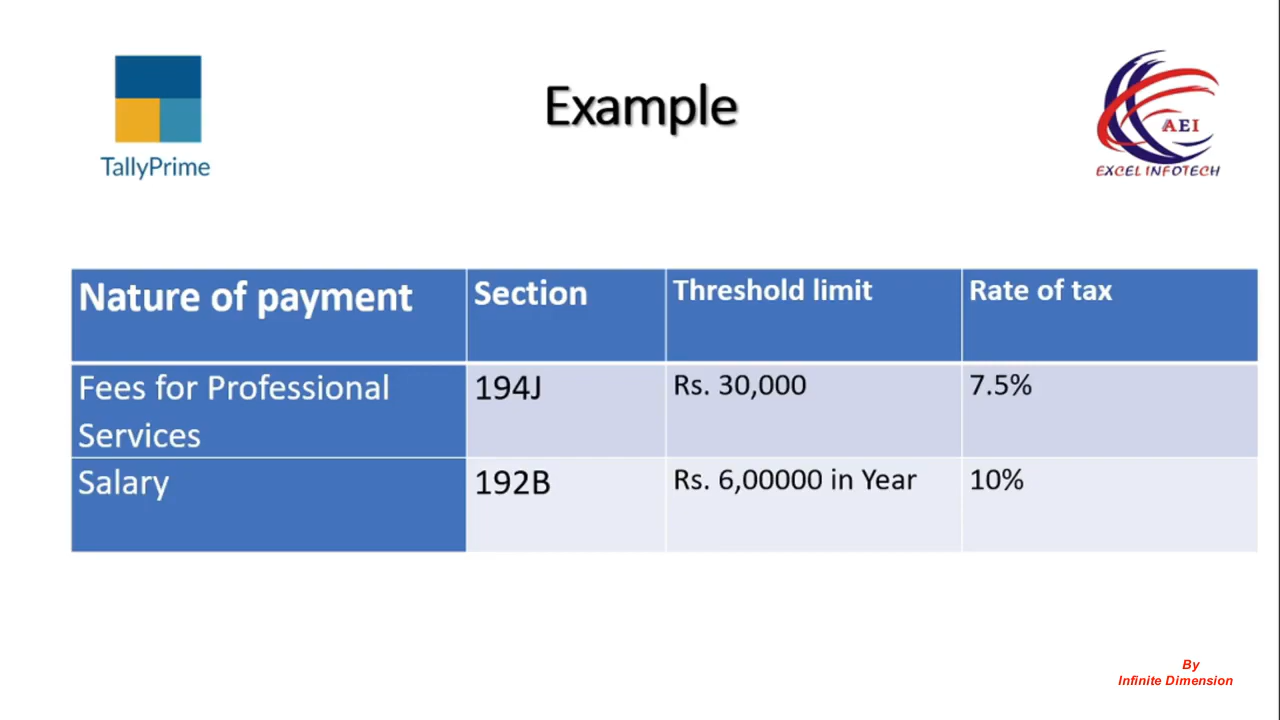 TallyPrime
Example
AEI
EXCEL INFOTECH
Nature of payment Section Threshold limit Rate of tax
Fees for Professional Services 194J Rs. 30,000 7.5%
Salary 192B Rs. 6,00000 in Year 10%
By
Infinite Dimension